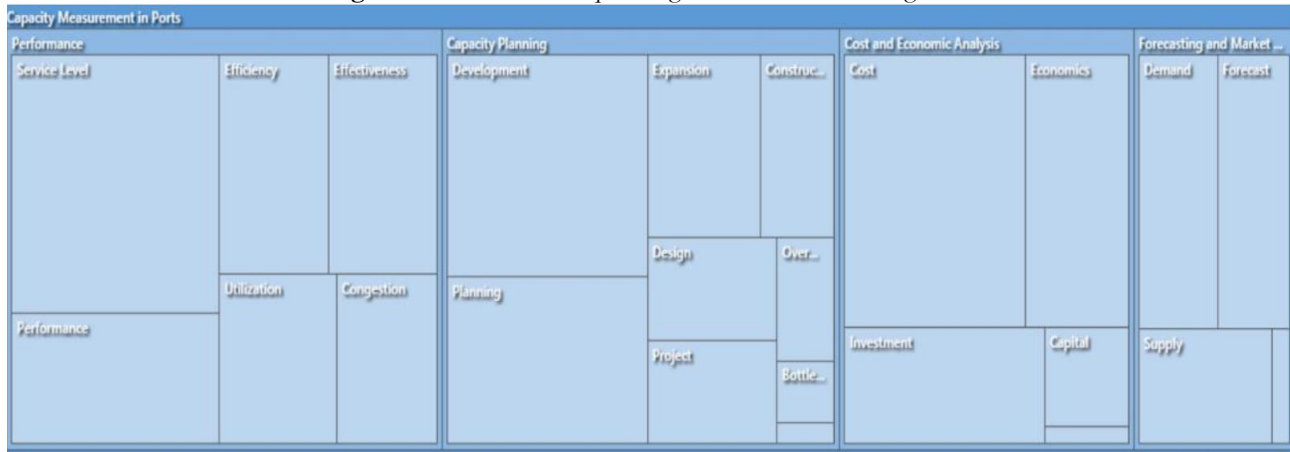 Capacity Measurement in Ports
Performance
Service Level
Efficiency
Effectiveness
Performance
Utilization
Congestion
Capacity Planning
Development
Expansion
Construc...
Planning
Design
Over...
Project
Bottle...
Cost and Economic Analysis
Cost
Economics
Investment
Capital
Forecasting and Market ...
Demand
Forecast
Supply